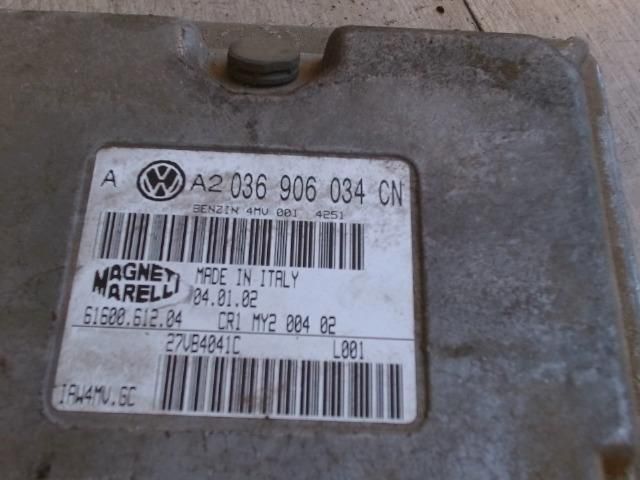 A VW A2 036 906 034 CN
BENZIN 4MV 001 4251
MAGNETI MARELLI
MADE IN ITALY
04.01.02
61600.612.04 CR1 MY2 004 02
27VB4041C L001
IAW4MV.GC